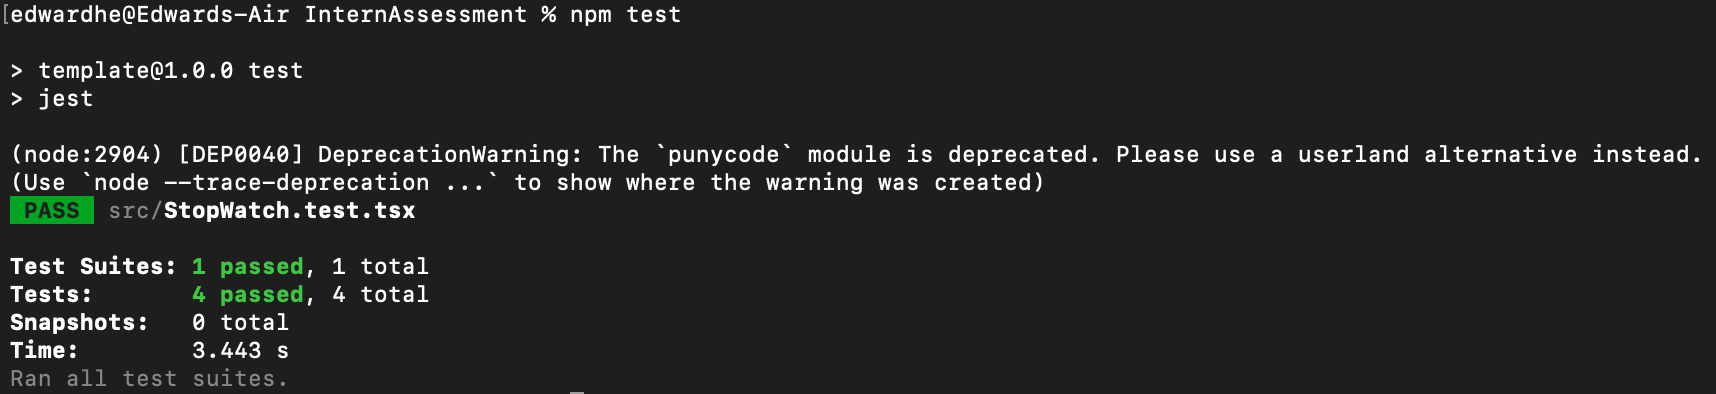 [edwardhe@Edwards-Air InternAssessment % npm test
> template@1.0.0 test
> jest
(node:2904) [DEP0040] DeprecationWarning: The `punycode` module is deprecated. Please use a userland alternative instead.
(Use `node --trace-deprecation ...` to show where the warning was created)
PASS src/StopWatch.test.tsx
Test Suites: 1 passed, 1 total
Tests: 4 passed, 4 total
Snapshots: 0 total
Time: 3.443 s
Ran all test suites.